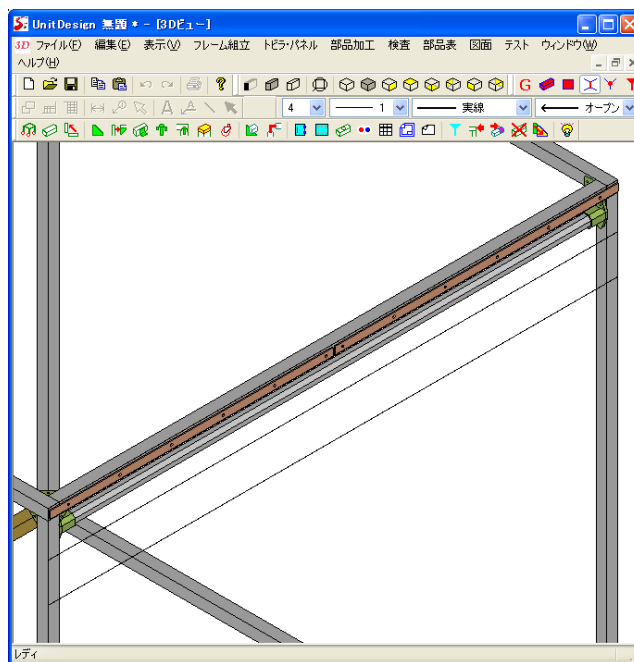 UnitDesign 無題 * - [3Dビュー]
3D ファイル(F) 編集(E) 表示(V) フレーム組立 トビラ・パネル 部品加工 検査 部品表 図面 テスト ウィンドウ(W)
ヘルプ(H)
G
A A 4 1 実線 オープン
レディ